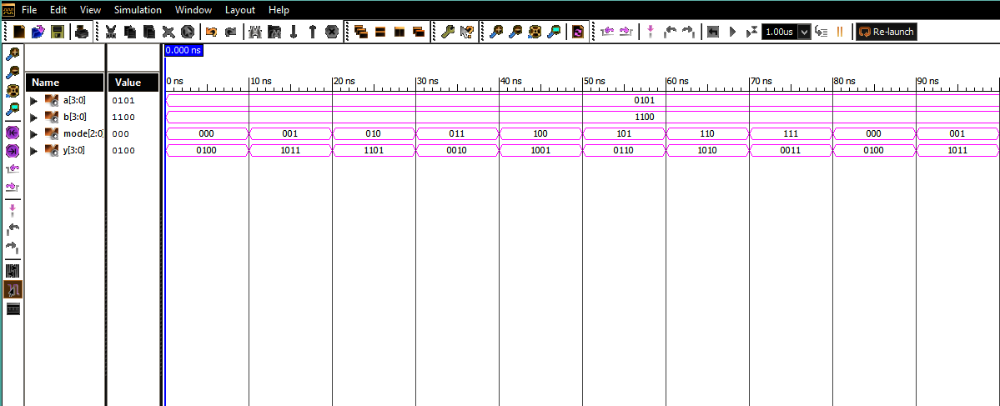 File Edit View Simulation Window Layout Help
1.00us Re-launch
0.000 ns
Name Value 0 ns 10 ns 20 ns 30 ns 40 ns 50 ns 60 ns 70 ns 80 ns 90 ns
a[3:0] 0101 0101
b[3:0] 1100 1100
mode[2:0] 000 000 001 010 011 100 101 110 111 000 001
y[3:0] 0100 0100 1011 1101 0010 1001 0110 1010 0011 0100 1011